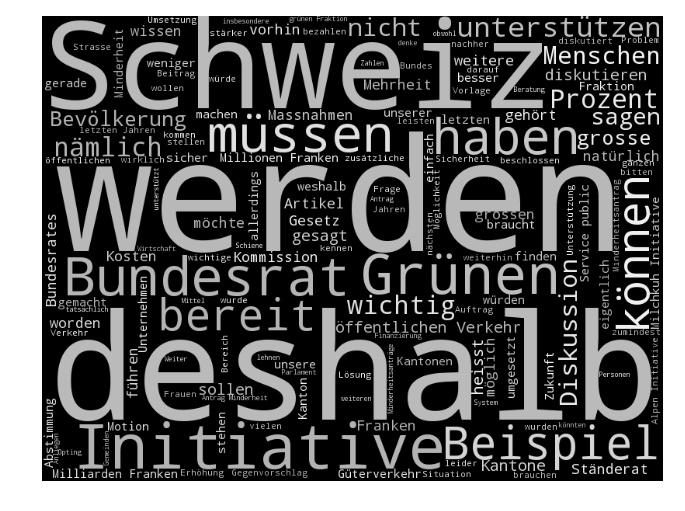 Umsetzung insbesondere grünen Fraktion obwohl
Strasse wissen vorhin bezahlen nicht unterstützen
Schweiz
Minderheit stärker denke nachher diskutiert Problem
weniger Zahlen Bundes weitere darauf Menschen
gerade Beitrag würde Mehrheit besser diskutieren
wollen Vorlage Beratung Fraktion
Prozent
Bevölkerung machen Massnahmen unserer letzten gehört sagen
letzten Jahren kommen müssen leisten haben grosse
nämlich stellen einfach Sicherheit natürlich
öffentlichen wirklich sicher Millionen Franken zusätzliche beschlossen ganzen
bitten
werden
unterstützt weshalb Frage Möglichkeit können
allerdings Artikel Antrag Jahren grossen Unterstützung Service public Minderheitsantrag
möchte Gesetz braucht
gesagt kennen nächsten
Bundesrates Wirtschaft Schiene weiterhin finden eigentlich
Kosten wichtige Kommission
Bundesrat Grünen
Milchkuh Initiative
gemacht Unternehmen Mittel wurde wichtig würden Diskussion
tatsächlich bereit Auftrag
worden öffentlichen Verkehr zumindest
Verkehr Finanzierung
Weiter Bereich lehnen unsere Kantonen heisst möglich umgesetzt Zukunft
führen Parlament Lösung Minderheitsanträge Personen Alpen Initiative
deshalb
Frauen sollen Kanton weiteren System
Antrag Minderheit
Abstimmung Motion stehen vielen Franken wurden könnten
Gemeinden
Initiative Beispiel
Anliegen Opting leider Kantone Ständerat
Milliarden Franken Erhöhung Gegenvorschlag Güterverkehr Situation brauchen